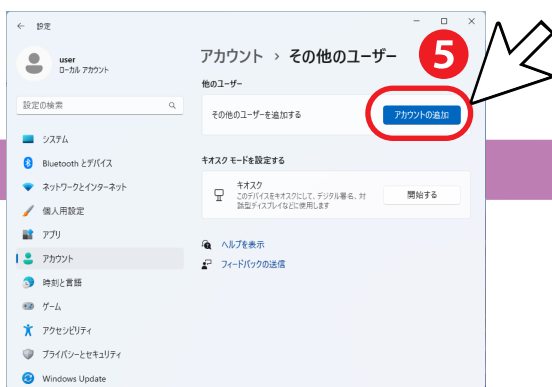 ← 設定
user
ローカル アカウント
設定の検索
システム
Bluetooth とデバイス
ネットワークとインターネット
個人用設定
アプリ
アカウント
時刻と言語
ゲーム
アクセシビリティ
プライバシーとセキュリティ
Windows Update
アカウント › その他のユーザー
5
他のユーザー
その他のユーザーを追加する
アカウントの追加
キオスク モードを設定する
キオスク
このデバイスをキオスクにして、デジタル署名、対
話型ディスプレイなどに使用します
開始する
ヘルプを表示
フィードバックの送信